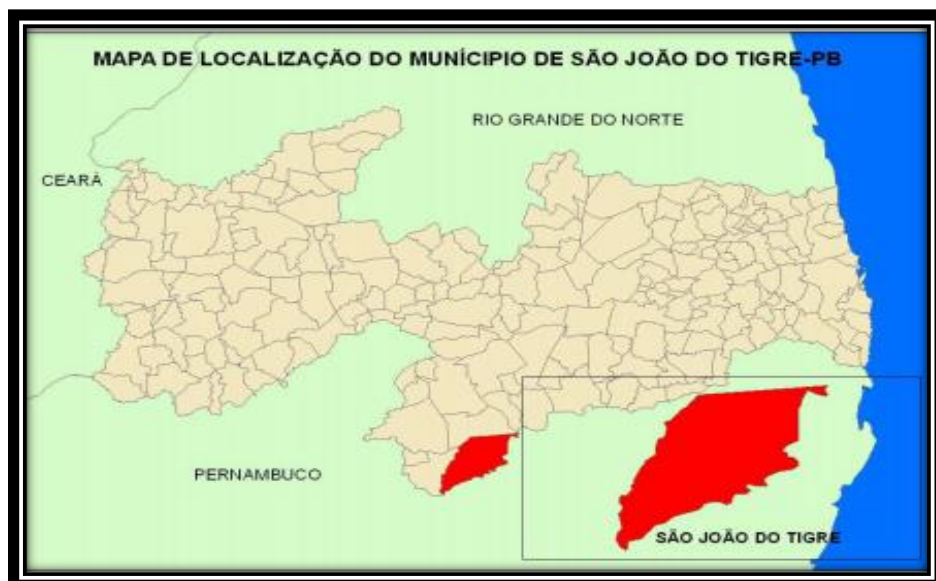 MAPA DE LOCALIZAÇÃO DO MUNÍCIPIO DE SÃO JOÃO DO TIGRE-PB
RIO GRANDE DO NORTE
CEARÁ
PERNAMBUCO
SÃO JOÃO DO TIGRE